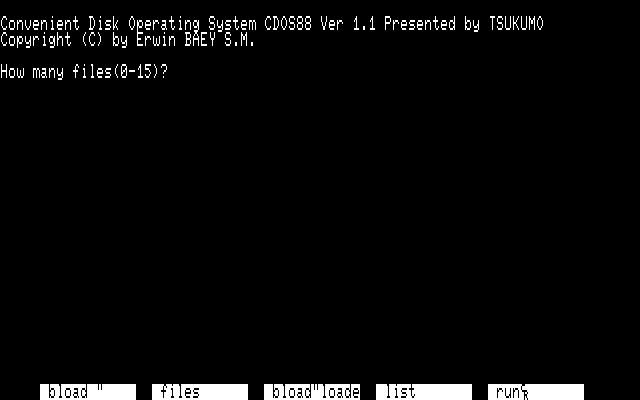 Convenient Disk Operating System CDOS88 Ver 1.1 Presented by TSUKUMO
Copyright (C) by Erwin BAEY S.M.
How many files(0-15)?
bload " files bload"loade list run␍